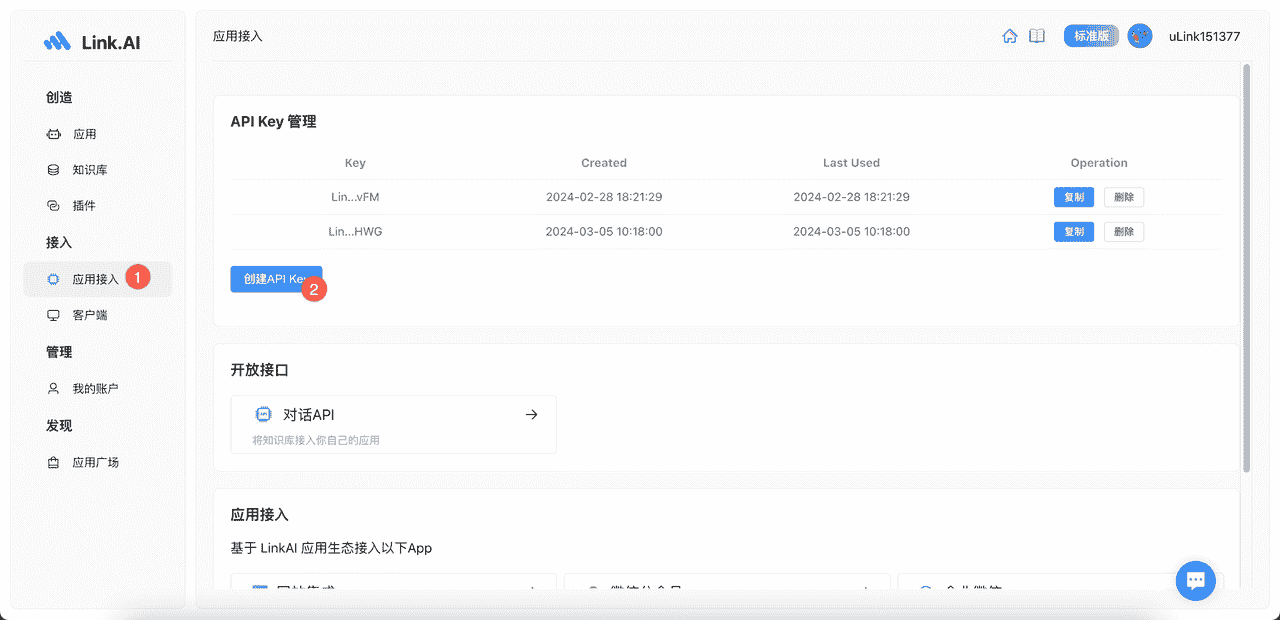 Link.AI
应用接入
标准版
uLink151377
创造
应用
知识库
插件
接入
应用接入 1
客户端
管理
我的账户
发现
应用广场
API Key 管理
Key Created Last Used Operation
Lin...vFM 2024-02-28 18:21:29 2024-02-28 18:21:29 复制 删除
Lin...HWG 2024-03-05 10:18:00 2024-03-05 10:18:00 复制 删除
创建API Key 2
开放接口
API 对话API
将知识库接入你自己的应用
应用接入
基于 LinkAI 应用生态接入以下App